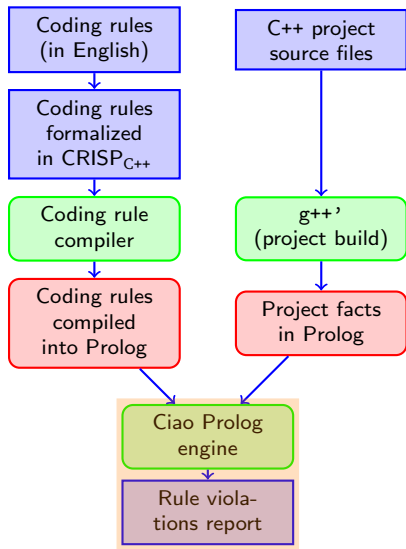 Coding rules
(in English)
C++ project
source files
Coding rules
formalized
in CRISPC++
Coding rule
compiler
g++’
(project build)
Coding rules
compiled
into Prolog
Project facts
in Prolog
Ciao Prolog
engine
Rule viola-
tions report